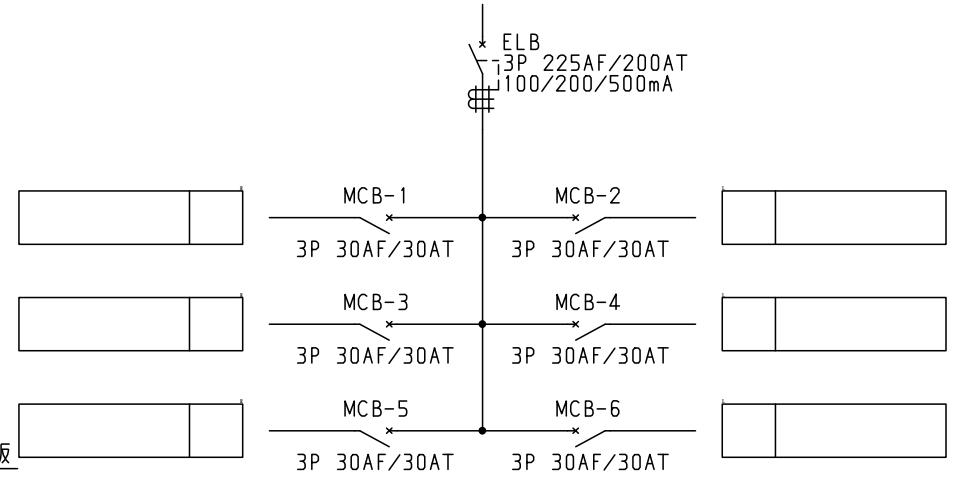 ELB
3P 225AF/200AT
100/200/500mA
MCB-1
MCB-2
3P 30AF/30AT
3P 30AF/30AT
MCB-3
MCB-4
3P 30AF/30AT
3P 30AF/30AT
MCB-5
MCB-6
3P 30AF/30AT
3P 30AF/30AT